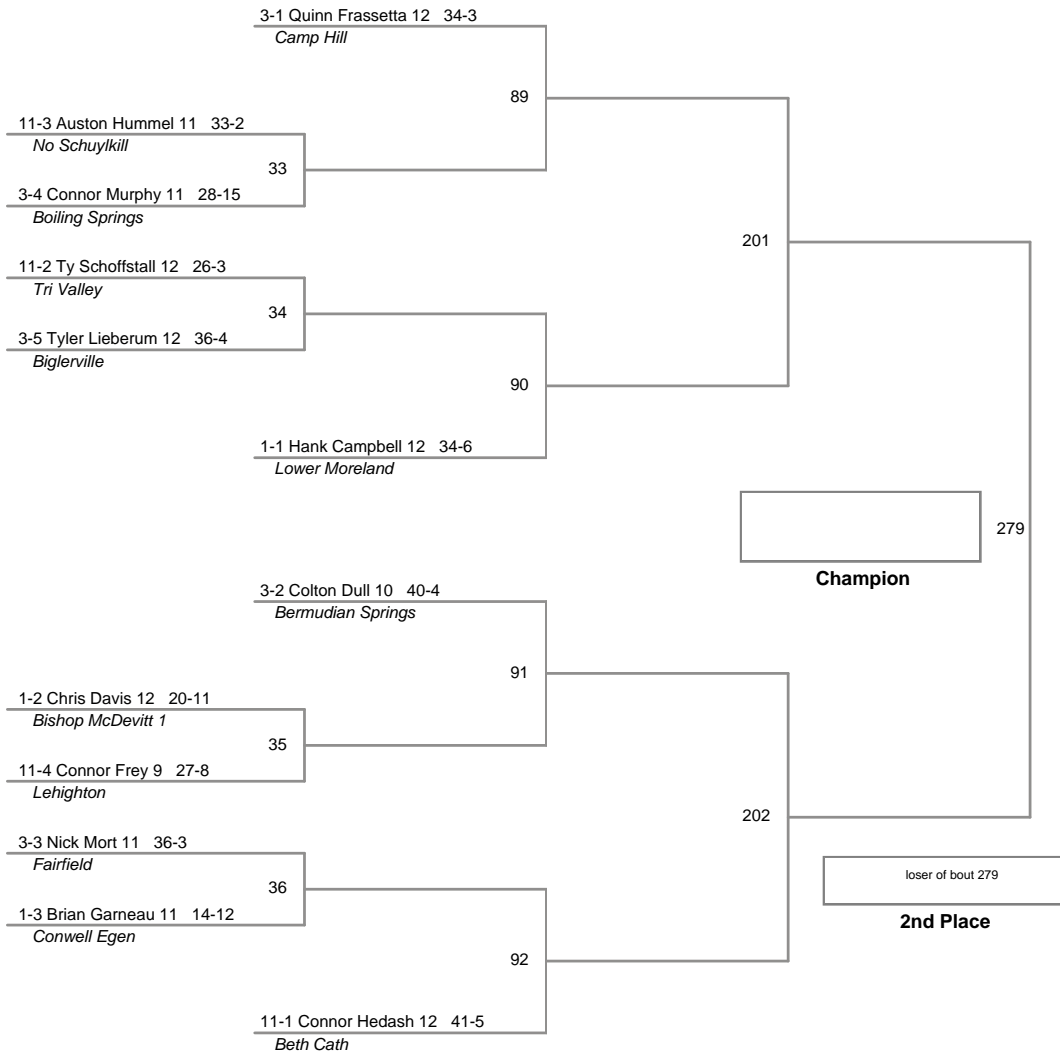 3-1 Quinn Frassetta 12 34-3
Camp Hill
89
11-3 Auston Hummel 11 33-2
No Schuylkill
33
3-4 Connor Murphy 11 28-15
Boiling Springs
201
11-2 Ty Schoffstall 12 26-3
Tri Valley
34
3-5 Tyler Lieberum 12 36-4
Biglerville
90
1-1 Hank Campbell 12 34-6
Lower Moreland
279
Champion
3-2 Colton Dull 10 40-4
Bermudian Springs
91
1-2 Chris Davis 12 20-11
Bishop McDevitt 1
35
11-4 Connor Frey 9 27-8
Lehighton
202
3-3 Nick Mort 11 36-3
Fairfield
loser of bout 279
36
1-3 Brian Garneau 11 14-12
Conwell Egen
2nd Place
92
11-1 Connor Hedash 12 41-5
Beth Cath